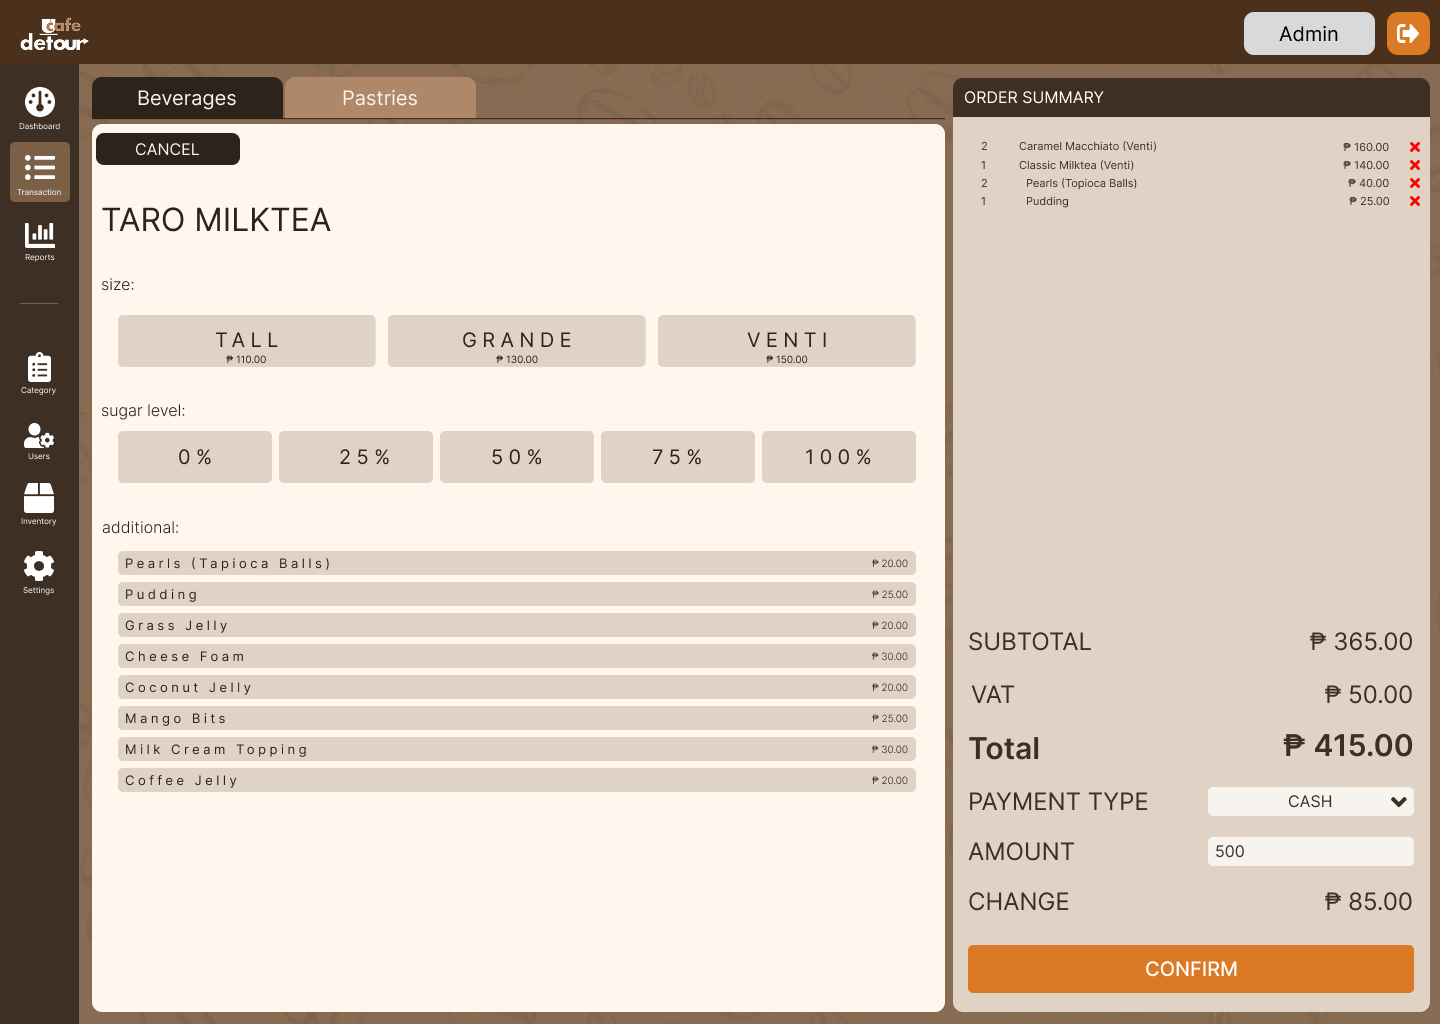 cafe
detour
Admin
Dashboard
Transaction
Reports
Category
Users
Inventory
Settings
Beverages
Pastries
CANCEL
TARO MILKTEA
size:
TALL
₱ 110.00
GRANDE
₱ 130.00
VENTI
₱ 150.00
sugar level:
0%
25%
50%
75%
100%
additional:
Pearls (Tapioca Balls) ₱ 20.00
Pudding ₱ 25.00
Grass Jelly ₱ 20.00
Cheese Foam ₱ 30.00
Coconut Jelly ₱ 20.00
Mango Bits ₱ 25.00
Milk Cream Topping ₱ 30.00
Coffee Jelly ₱ 20.00
ORDER SUMMARY
2 Caramel Macchiato (Venti) ₱ 160.00
1 Classic Milktea (Venti) ₱ 140.00
2 Pearls (Topioca Balls) ₱ 40.00
1 Pudding ₱ 25.00
SUBTOTAL ₱ 365.00
VAT ₱ 50.00
Total ₱ 415.00
PAYMENT TYPE CASH
AMOUNT 500
CHANGE ₱ 85.00
CONFIRM